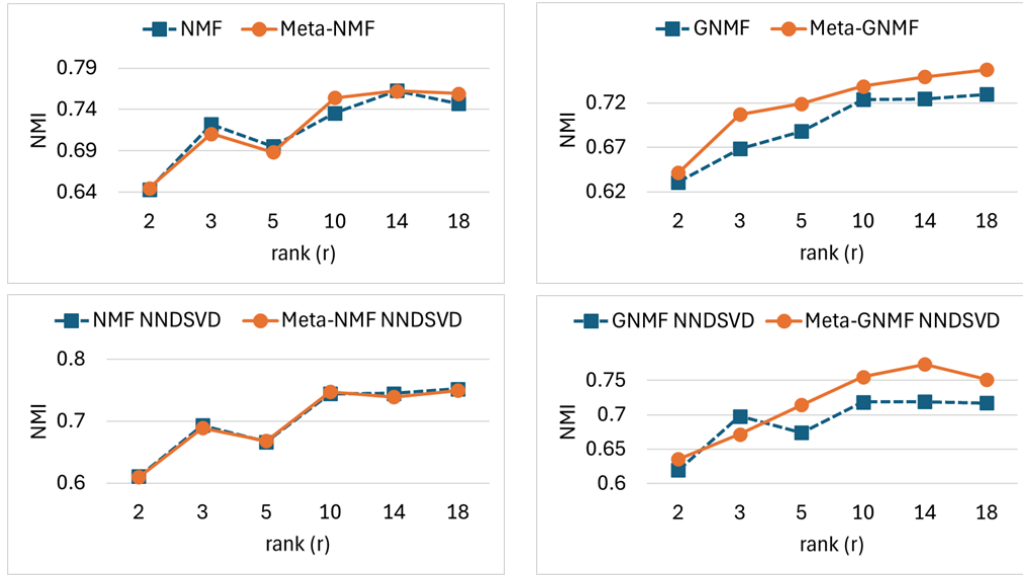 NMF Meta-NMF
0.79
0.74
0.69
0.64
NMI
2 3 5 10 14 18
rank (r)
GNMF Meta-GNMF
0.72
0.67
0.62
NMI
2 3 5 10 14 18
rank (r)
NMF NNDSVD Meta-NMF NNDSVD
0.8
0.7
0.6
NMI
2 3 5 10 14 18
rank (r)
GNMF NNDSVD Meta-GNMF NNDSVD
0.75
0.7
0.65
0.6
NMI
2 3 5 10 14 18
rank (r)